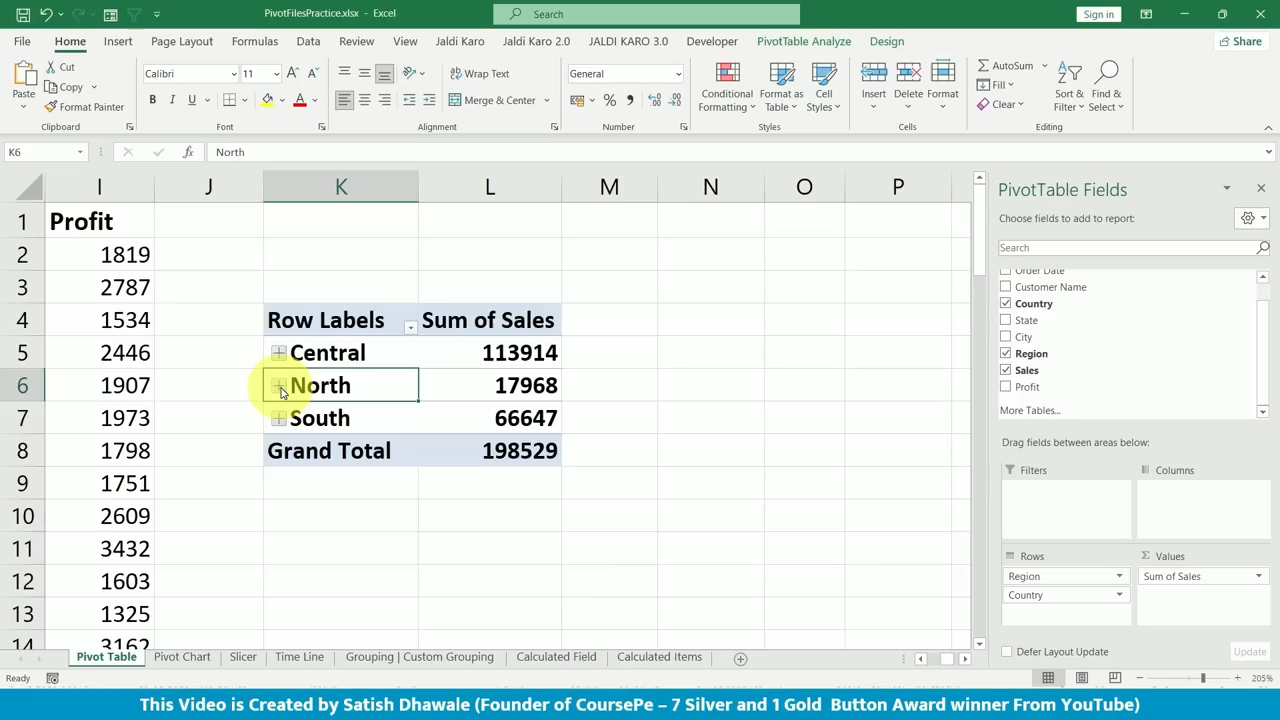 PivotFilesPractice.xlsx - Excel
Search
Sign in
File Home Insert Page Layout Formulas Data Review View Jaldi Karo Jaldi Karo 2.0 JALDI KARO 3.0 Developer PivotTable Analyze Design Share
Paste
Cut
Copy
Format Painter
Clipboard
Calibri 11
B I U
Font
Wrap Text
Merge & Center
Alignment
General
Number
Conditional Formatting
Format as Table
Cell Styles
Styles
Insert
Delete
Format
Cells
AutoSum
Fill
Clear
Sort & Filter
Find & Select
Editing
K6 fx North
I J K L M N O P
1 Profit
2 1819
3 2787
4 1534 Row Labels Sum of Sales
5 2446 Central 113914
6 1907 North 17968
7 1973 South 66647
8 1798 Grand Total 198529
9 1751
10 2609
11 3432
12 1603
13 1325
14 3162
PivotTable Fields
Choose fields to add to report:
Search
Order Date
Customer Name
Country
State
City
Region
Sales
Profit
More Tables...
Drag fields between areas below:
Filters Columns
Rows Values
Region Sum of Sales
Country
Defer Layout Update Update
Pivot Table Pivot Chart Slicer Time Line Grouping | Custom Grouping Calculated Field Calculated Items
Ready 205%
This Video is Created by Satish Dhawale (Founder of CoursePe – 7 Silver and 1 Gold Button Award winner From YouTube)